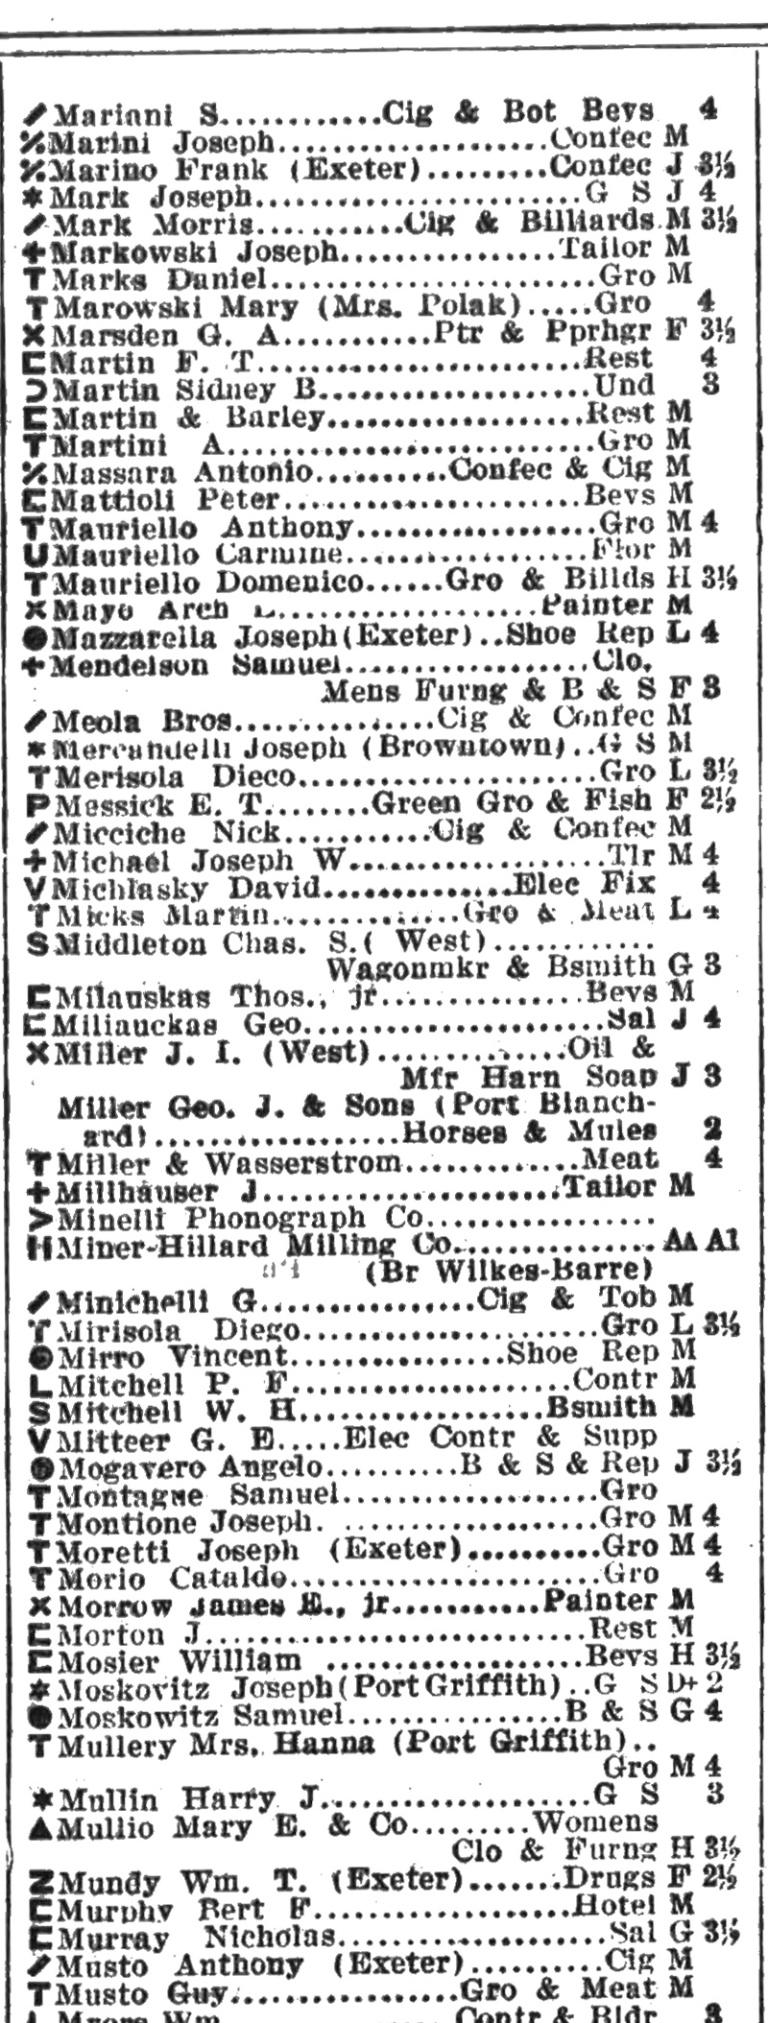 Mariani S............Cig & Bot Bevs 4
Marini Joseph...................Confec M
Marino Frank (Exeter).........Confec J 3½
Mark Joseph.......................G S J 4
Mark Morris...........Cig & Billiards M 3½
Markowski Joseph................Tailor M
T Marks Daniel.......................Gro M
T Marowski Mary (Mrs. Polak).....Gro 4
X Marsden G. A...........Ptr & Pprhgr F 3½
Martin F. T.......................Rest 4
Martin Sidney B...................Und 3
Martin & Barley..................Rest M
T Martini A..........................Gro M
Massara Antonio..........Confec & Cig M
Mattioli Peter.....................Bevs M
T Mauriello Anthony.................Gro M 4
U Mauriello Carmine.................Flor M
T Mauriello Domenico......Gro & Billds H 3½
X Mayo Arch L..................Painter M
Mazzarella Joseph(Exeter)..Shoe Rep L 4
Mendelson Samuel.................Clo,
Mens Furng & B & S F 3
Meola Bros...............Cig & Confec M
Mercandelli Joseph (Browntown)..G S M
T Merisola Dieco.....................Gro L 3½
P Messick E. T........Green Gro & Fish F 2½
Micciche Nick...........Cig & Confec M
Michael Joseph W..................Tlr M 4
V Michlasky David.............Elec Fix 4
T Micks Martin.............Gro & Meat L 4
S Middleton Chas. S.( West)............
Wagonmkr & Bsmith G 3
Milauskas Thos., jr..............Bevs M
Miliauckas Geo.....................Sal J 4
X Miller J. I. (West).............Oil &
Mfr Harn Soap J 3
Miller Geo. J. & Sons (Port Blanch-
ard).................Horses & Mules 2
T Miller & Wasserstrom............Meat 4
Millhauser J.....................Tailor M
> Minelli Phonograph Co................
H Miner-Hillard Milling Co.............. Aa A1
(Br Wilkes-Barre)
Minichelli G................Cig & Tob M
T Mirisola Diego.....................Gro L 3½
Mirro Vincent...............Shoe Rep M
L Mitchell P. F....................Contr M
S Mitchell W. H.................Bsmith M
V Mitteer G. E.....Elec Contr & Supp
Mogavero Angelo..........B & S & Rep J 3½
T Montagne Samuel..................Gro
T Montione Joseph. ..................Gro M 4
T Moretti Joseph (Exeter)..........Gro M 4
T Morio Cataldo......................Gro 4
X Morrow James E., jr............Painter M
Morton J...........................Rest M
Mosier William ..................Bevs H 3½
Moskovitz Joseph(Port Griffith)..G S D+ 2
Moskowitz Samuel...............B & S G 4
T Mullery Mrs. Hanna (Port Griffith)..
Gro M 4
Mullin Harry J...................G S 3
Mullio Mary E. & Co.........Womens
Clo & Furng H 3½
Z Mundy Wm. T. (Exeter).......Drugs F 2½
Murphy Bert F...................Hotel M
Murray Nicholas...................Sal G 3½
Musto Anthony (Exeter)..........Cig M
T Musto Guy................Gro & Meat M
Myers Wm. .... Contr & Bldr 3